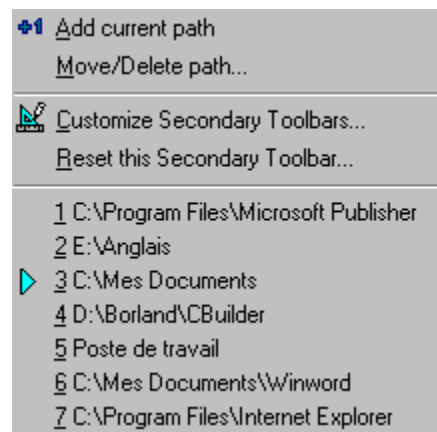 +1 Add current path
Move/Delete path...
Customize Secondary Toolbars...
Reset this Secondary Toolbar...
1 C:\Program Files\Microsoft Publisher
2 E:\Anglais
3 C:\Mes Documents
4 D:\Borland\CBuilder
5 Poste de travail
6 C:\Mes Documents\Winword
7 C:\Program Files\Internet Explorer